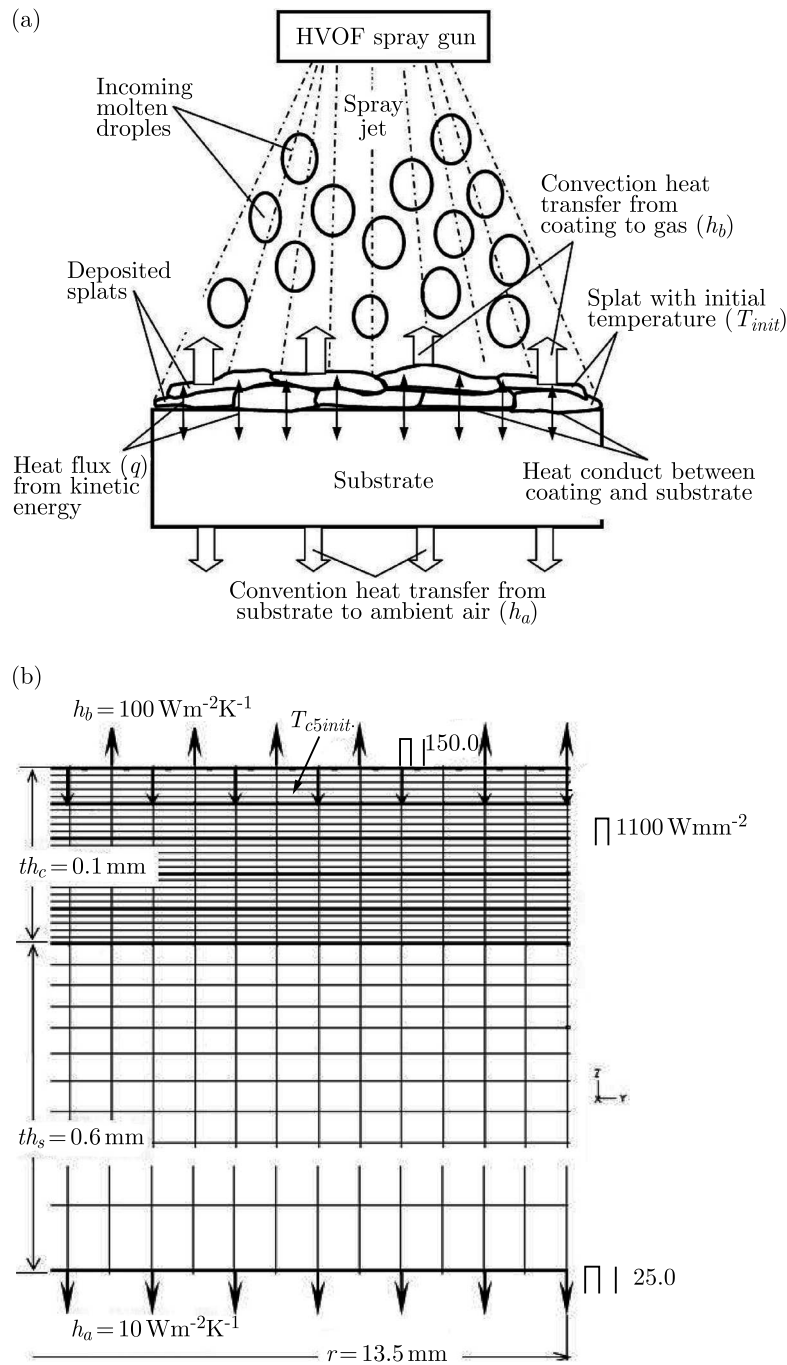 (a)
HVOF spray gun
Incoming
molten
droples
Spray
jet
Convection heat
transfer from
coating to gas (h_b)
Deposited
splats
Splat with initial
temperature (T_init)
Heat flux (q)
from kinetic
energy
Substrate
Heat conduct between
coating and substrate
Convention heat transfer from
substrate to ambient air (h_a)
(b)
h_b = 100 Wm⁻²K⁻¹
T_c5init.
150.0
1100 Wmm⁻²
th_c = 0.1 mm
Z
X Y
th_s = 0.6 mm
25.0
h_a = 10 Wm⁻²K⁻¹
r = 13.5 mm